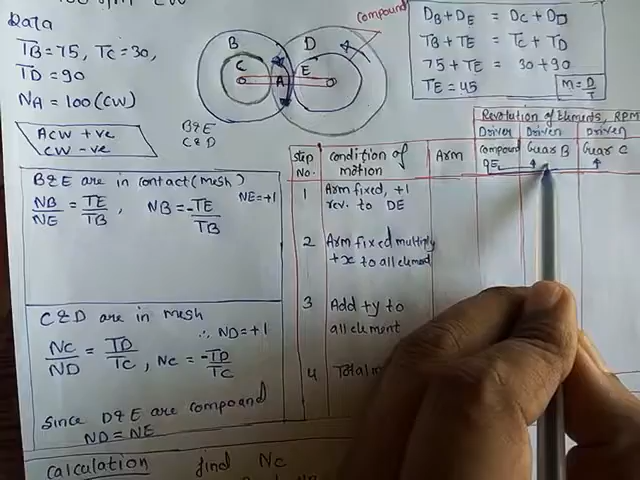 Data
TB=75, TC=30,
TD=90
NA=100(CW)
ACW +ve
CW -ve
B&E
C&D
B
D
C
A
E
compound
DB+DE = DC+DD
TB+TE = TC+TD
75+TE = 30+90
TE=45
m=D/T
B&E are in contact(mesh)
NB/NE = TE/TB, NB = -TE/TB
NE=+1
C&D are in mesh
∴ ND=+1
NC/ND = TD/TC, NC = -TD/TC
Since D&E are compound
ND = NE
Calculation
find NC
Revolution of Elements, RPM
Step No.
condition of motion
Arm
Driver compound
Driven Gear B
Driven Gear C
1 Arm fixed, +1 rev. to DE
2 Arm fixed multiply +x to all element
3 Add +y to all element
4 Total